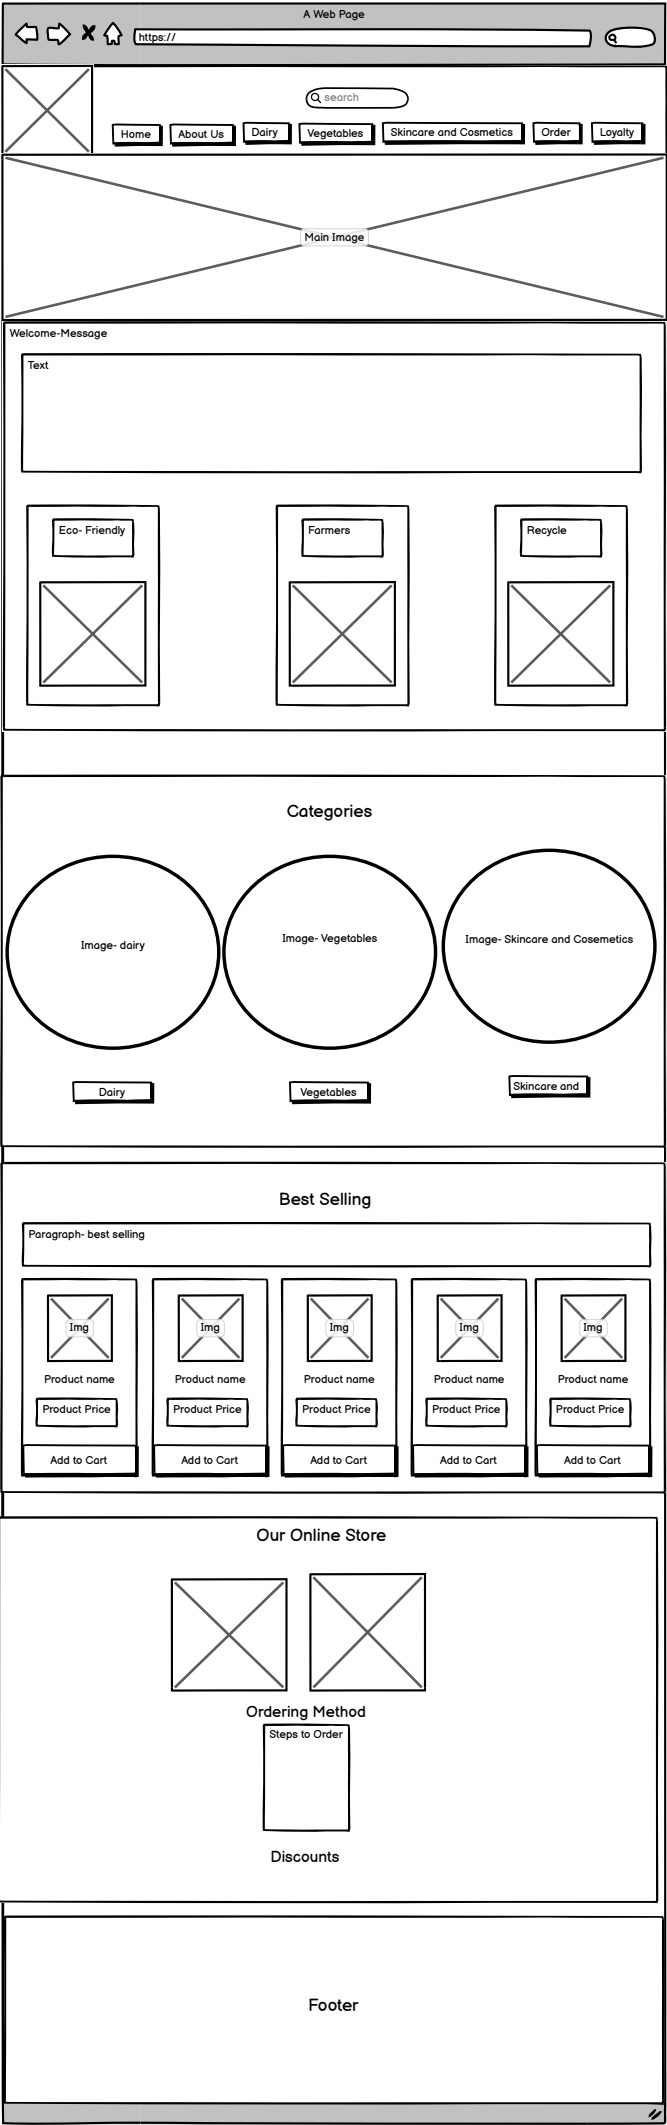 A Web Page
https://
search
Home
About Us
Dairy
Vegetables
Skincare and Cosmetics
Order
Loyalty
Main Image
Welcome-Message
Text
Eco- Friendly
Farmers
Recycle
Categories
Image- dairy
Image- Vegetables
Image- Skincare and Cosemetics
Dairy
Vegetables
Skincare and
Best Selling
Paragraph- best selling
Img
Img
Img
Img
Img
Product name
Product name
Product name
Product name
Product name
Product Price
Product Price
Product Price
Product Price
Product Price
Add to Cart
Add to Cart
Add to Cart
Add to Cart
Add to Cart
Our Online Store
Ordering Method
Steps to Order
Discounts
Footer